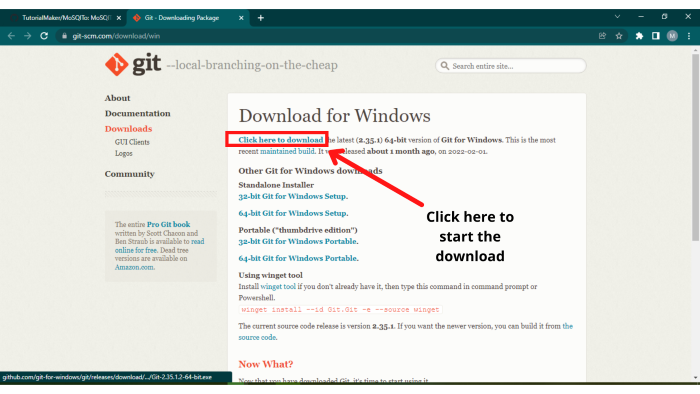 TutorialMaker/MoSQITo: MoSQI
Git - Downloading Package
git-scm.com/download/win
M
git --local-branching-on-the-cheap
Search entire site...
About
Documentation
Downloads
GUI Clients
Logos
Community
The entire Pro Git book
written by Scott Chacon and
Ben Straub is available to read
online for free. Dead tree
versions are available on
Amazon.com.
Download for Windows
Click here to download the latest (2.35.1) 64-bit version of Git for Windows. This is the most
recent maintained build. It was released about 1 month ago, on 2022-02-01.
Other Git for Windows downloads
Standalone Installer
32-bit Git for Windows Setup.
64-bit Git for Windows Setup.
Portable ("thumbdrive edition")
32-bit Git for Windows Portable.
64-bit Git for Windows Portable.
Using winget tool
Install winget tool if you don't already have it, then type this command in command prompt or
Powershell.
winget install --id Git.Git -e --source winget
The current source code release is version 2.35.1. If you want the newer version, you can build it from the
source code.
Now What?
Now that you have downloaded Git, it's time to start using it.
Click here to
start the
download
github.com/git-for-windows/git/releases/download/.../Git-2.35.1.2-64-bit.exe